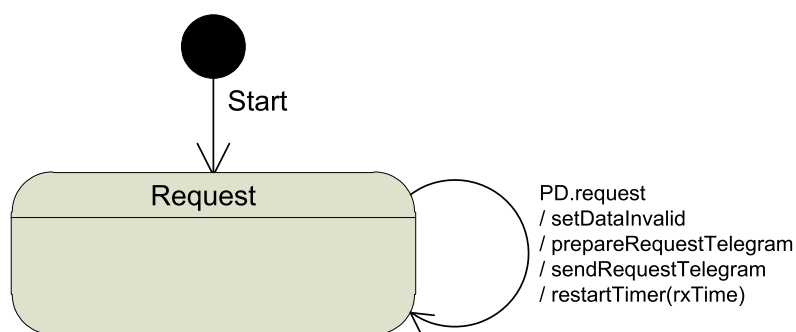 Start
Request
PD.request
/ setDataInvalid
/ prepareRequestTelegram
/ sendRequestTelegram
/ restartTimer(rxTime)